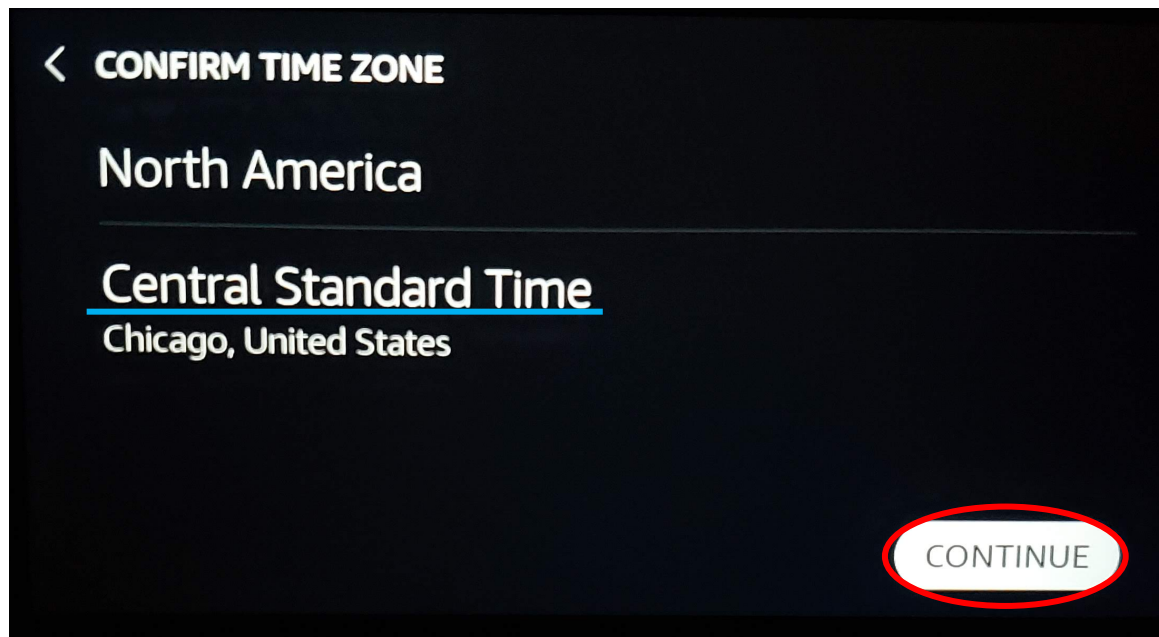 CONFIRM TIME ZONE
North America
Central Standard Time
Chicago, United States
CONTINUE